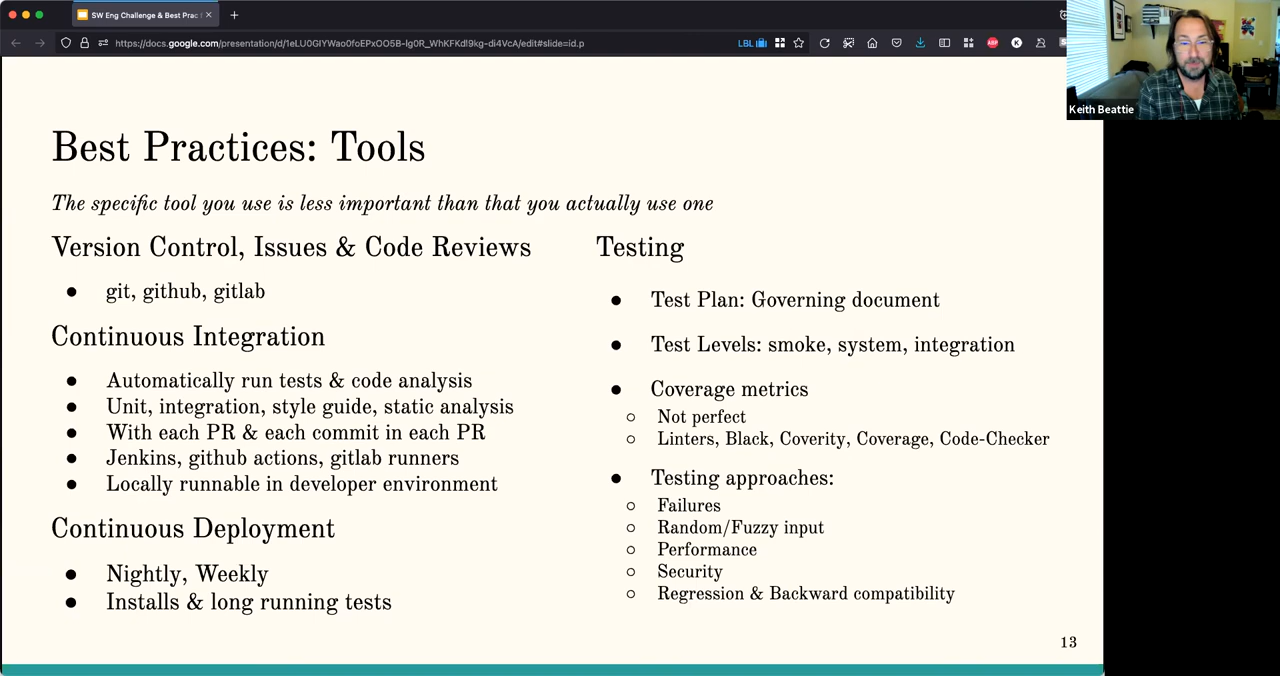 SW Eng Challenge & Best Prac
https://docs.google.com/presentation/d/1eLU0GIYWao0foEPxOO5B-lg0R_WhKFKdl9kg-di4VcA/edit#slide=id.p
LBL
ABP
K
Keith Beattie
Best Practices: Tools
The specific tool you use is less important than that you actually use one
Version Control, Issues & Code Reviews
● git, github, gitlab
Continuous Integration
● Automatically run tests & code analysis
● Unit, integration, style guide, static analysis
● With each PR & each commit in each PR
● Jenkins, github actions, gitlab runners
● Locally runnable in developer environment
Continuous Deployment
● Nightly, Weekly
● Installs & long running tests
Testing
● Test Plan: Governing document
● Test Levels: smoke, system, integration
● Coverage metrics
○ Not perfect
○ Linters, Black, Coverity, Coverage, Code-Checker
● Testing approaches:
○ Failures
○ Random/Fuzzy input
○ Performance
○ Security
○ Regression & Backward compatibility
13